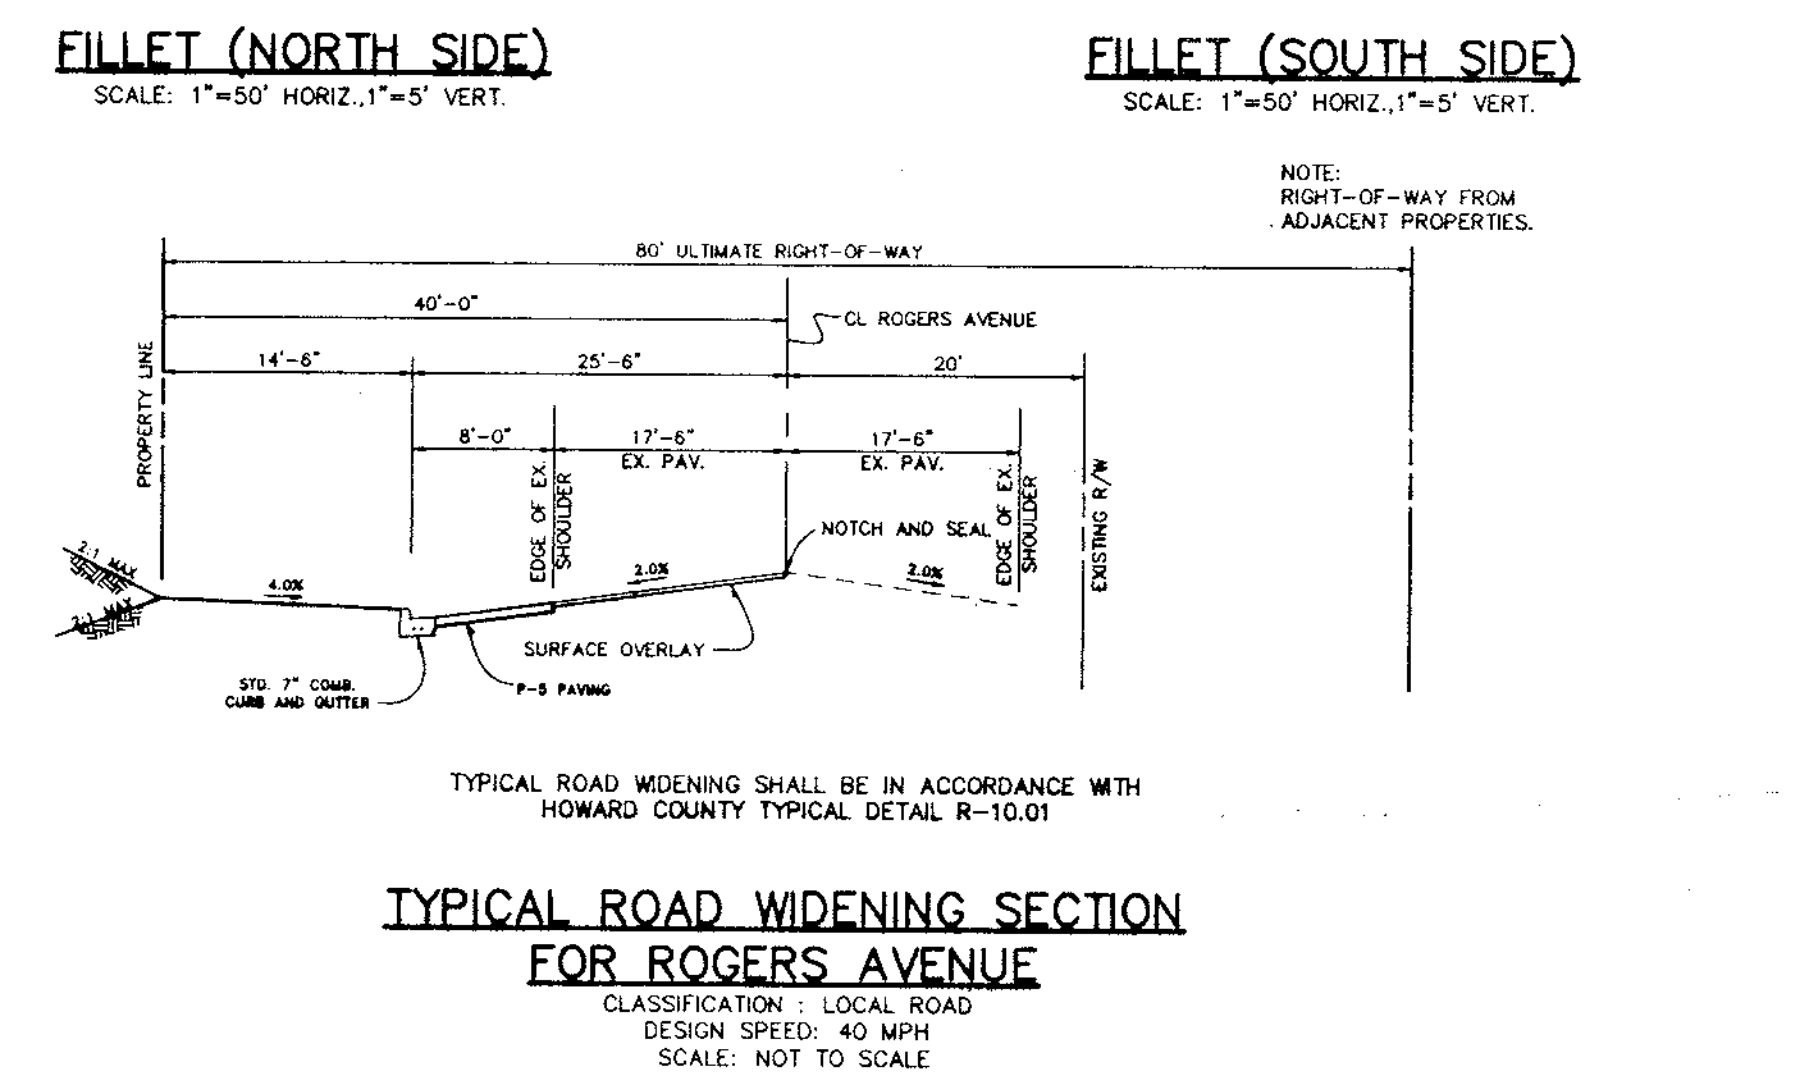 FILLET (NORTH SIDE)
SCALE: 1"=50' HORIZ.,1"=5' VERT.
FILLET (SOUTH SIDE)
SCALE: 1"=50' HORIZ.,1"=5' VERT.
NOTE:
RIGHT-OF-WAY FROM
ADJACENT PROPERTIES.
80' ULTIMATE RIGHT-OF-WAY
40'-0"
CL ROGERS AVENUE
14'-6"
25'-6"
20'
PROPERTY LINE
8'-0"
17'-6"
EX. PAV.
17'-6"
EX. PAV.
EDGE OF EX.
SHOULDER
EDGE OF EX.
SHOULDER
EXISTING R/W
NOTCH AND SEAL
2:1 MAX
4.0%
2.0%
2.0%
2:1 MAX
SURFACE OVERLAY
STD. 7" COMB.
CURB AND GUTTER
P-5 PAVING
TYPICAL ROAD WIDENING SHALL BE IN ACCORDANCE WITH
HOWARD COUNTY TYPICAL DETAIL R-10.01
TYPICAL ROAD WIDENING SECTION
FOR ROGERS AVENUE
CLASSIFICATION : LOCAL ROAD
DESIGN SPEED: 40 MPH
SCALE: NOT TO SCALE